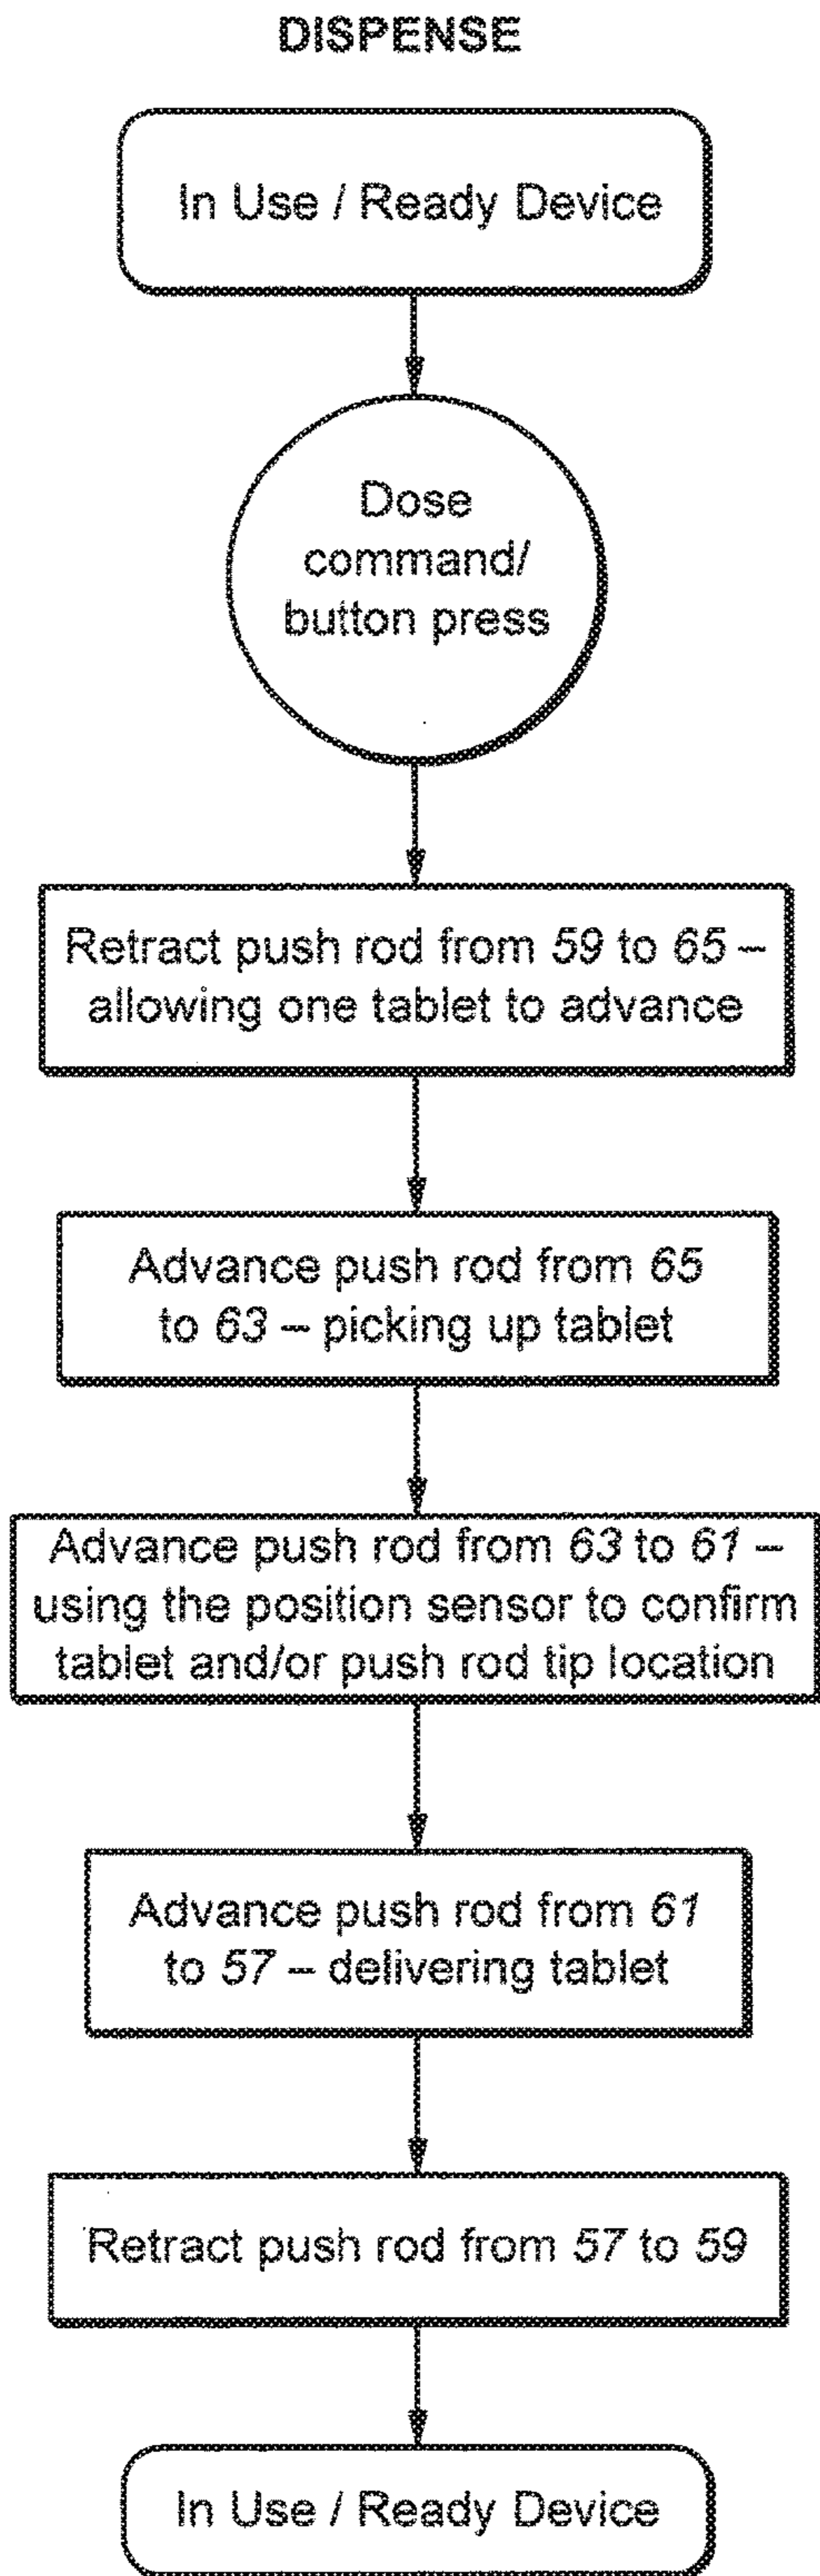 DISPENSE
In Use / Ready Device
Dose
command/
button press
Retract push rod from 59 to 65 –
allowing one tablet to advance
Advance push rod from 65
to 63 – picking up tablet
Advance push rod from 63 to 61 –
using the position sensor to confirm
tablet and/or push rod tip location
Advance push rod from 61
to 57 – delivering tablet
Retract push rod from 57 to 59
In Use / Ready Device